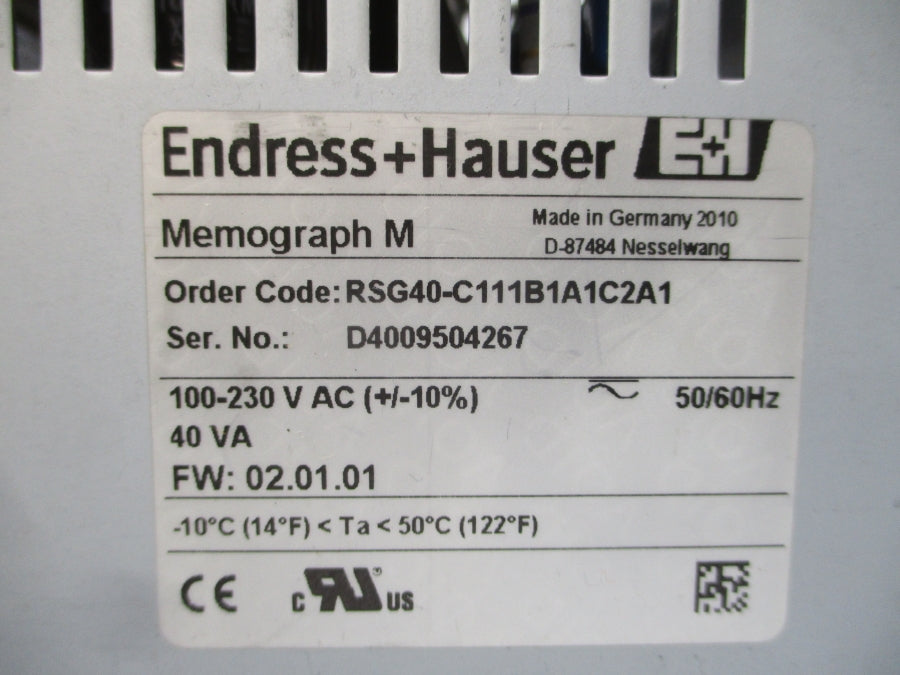 Endress+Hauser E+H
Memograph M
Made in Germany 2010
D-87484 Nesselwang
Order Code: RSG40-C111B1A1C2A1
Ser. No.: D4009504267
100-230 V AC (+/-10%) 50/60Hz
40 VA
FW: 02.01.01
-10°C (14°F) < Ta < 50°C (122°F)
CE c RU® US